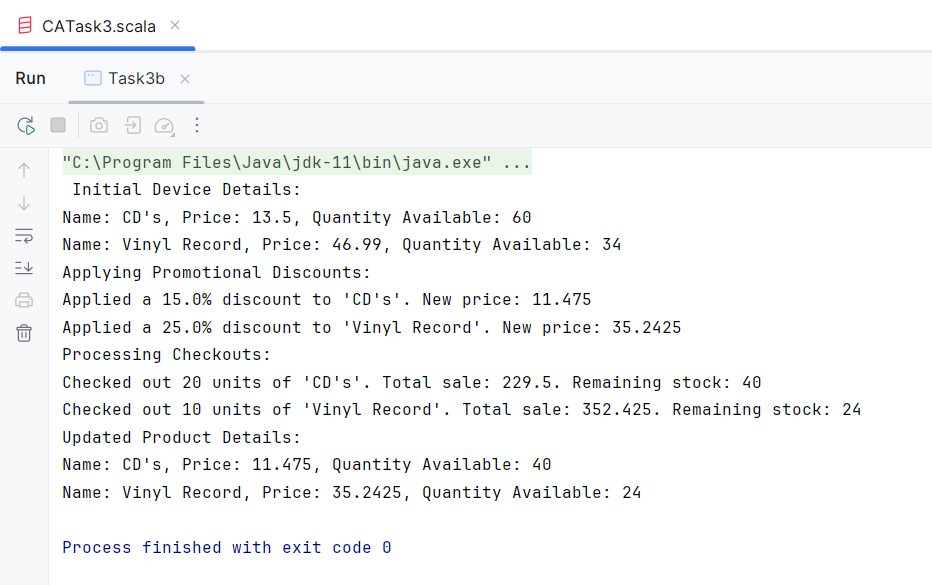 CATask3.scala
Run Task3b
"C:\Program Files\Java\jdk-11\bin\java.exe" ...
Initial Device Details:
Name: CD's, Price: 13.5, Quantity Available: 60
Name: Vinyl Record, Price: 46.99, Quantity Available: 34
Applying Promotional Discounts:
Applied a 15.0% discount to 'CD's'. New price: 11.475
Applied a 25.0% discount to 'Vinyl Record'. New price: 35.2425
Processing Checkouts:
Checked out 20 units of 'CD's'. Total sale: 229.5. Remaining stock: 40
Checked out 10 units of 'Vinyl Record'. Total sale: 352.425. Remaining stock: 24
Updated Product Details:
Name: CD's, Price: 11.475, Quantity Available: 40
Name: Vinyl Record, Price: 35.2425, Quantity Available: 24
Process finished with exit code 0